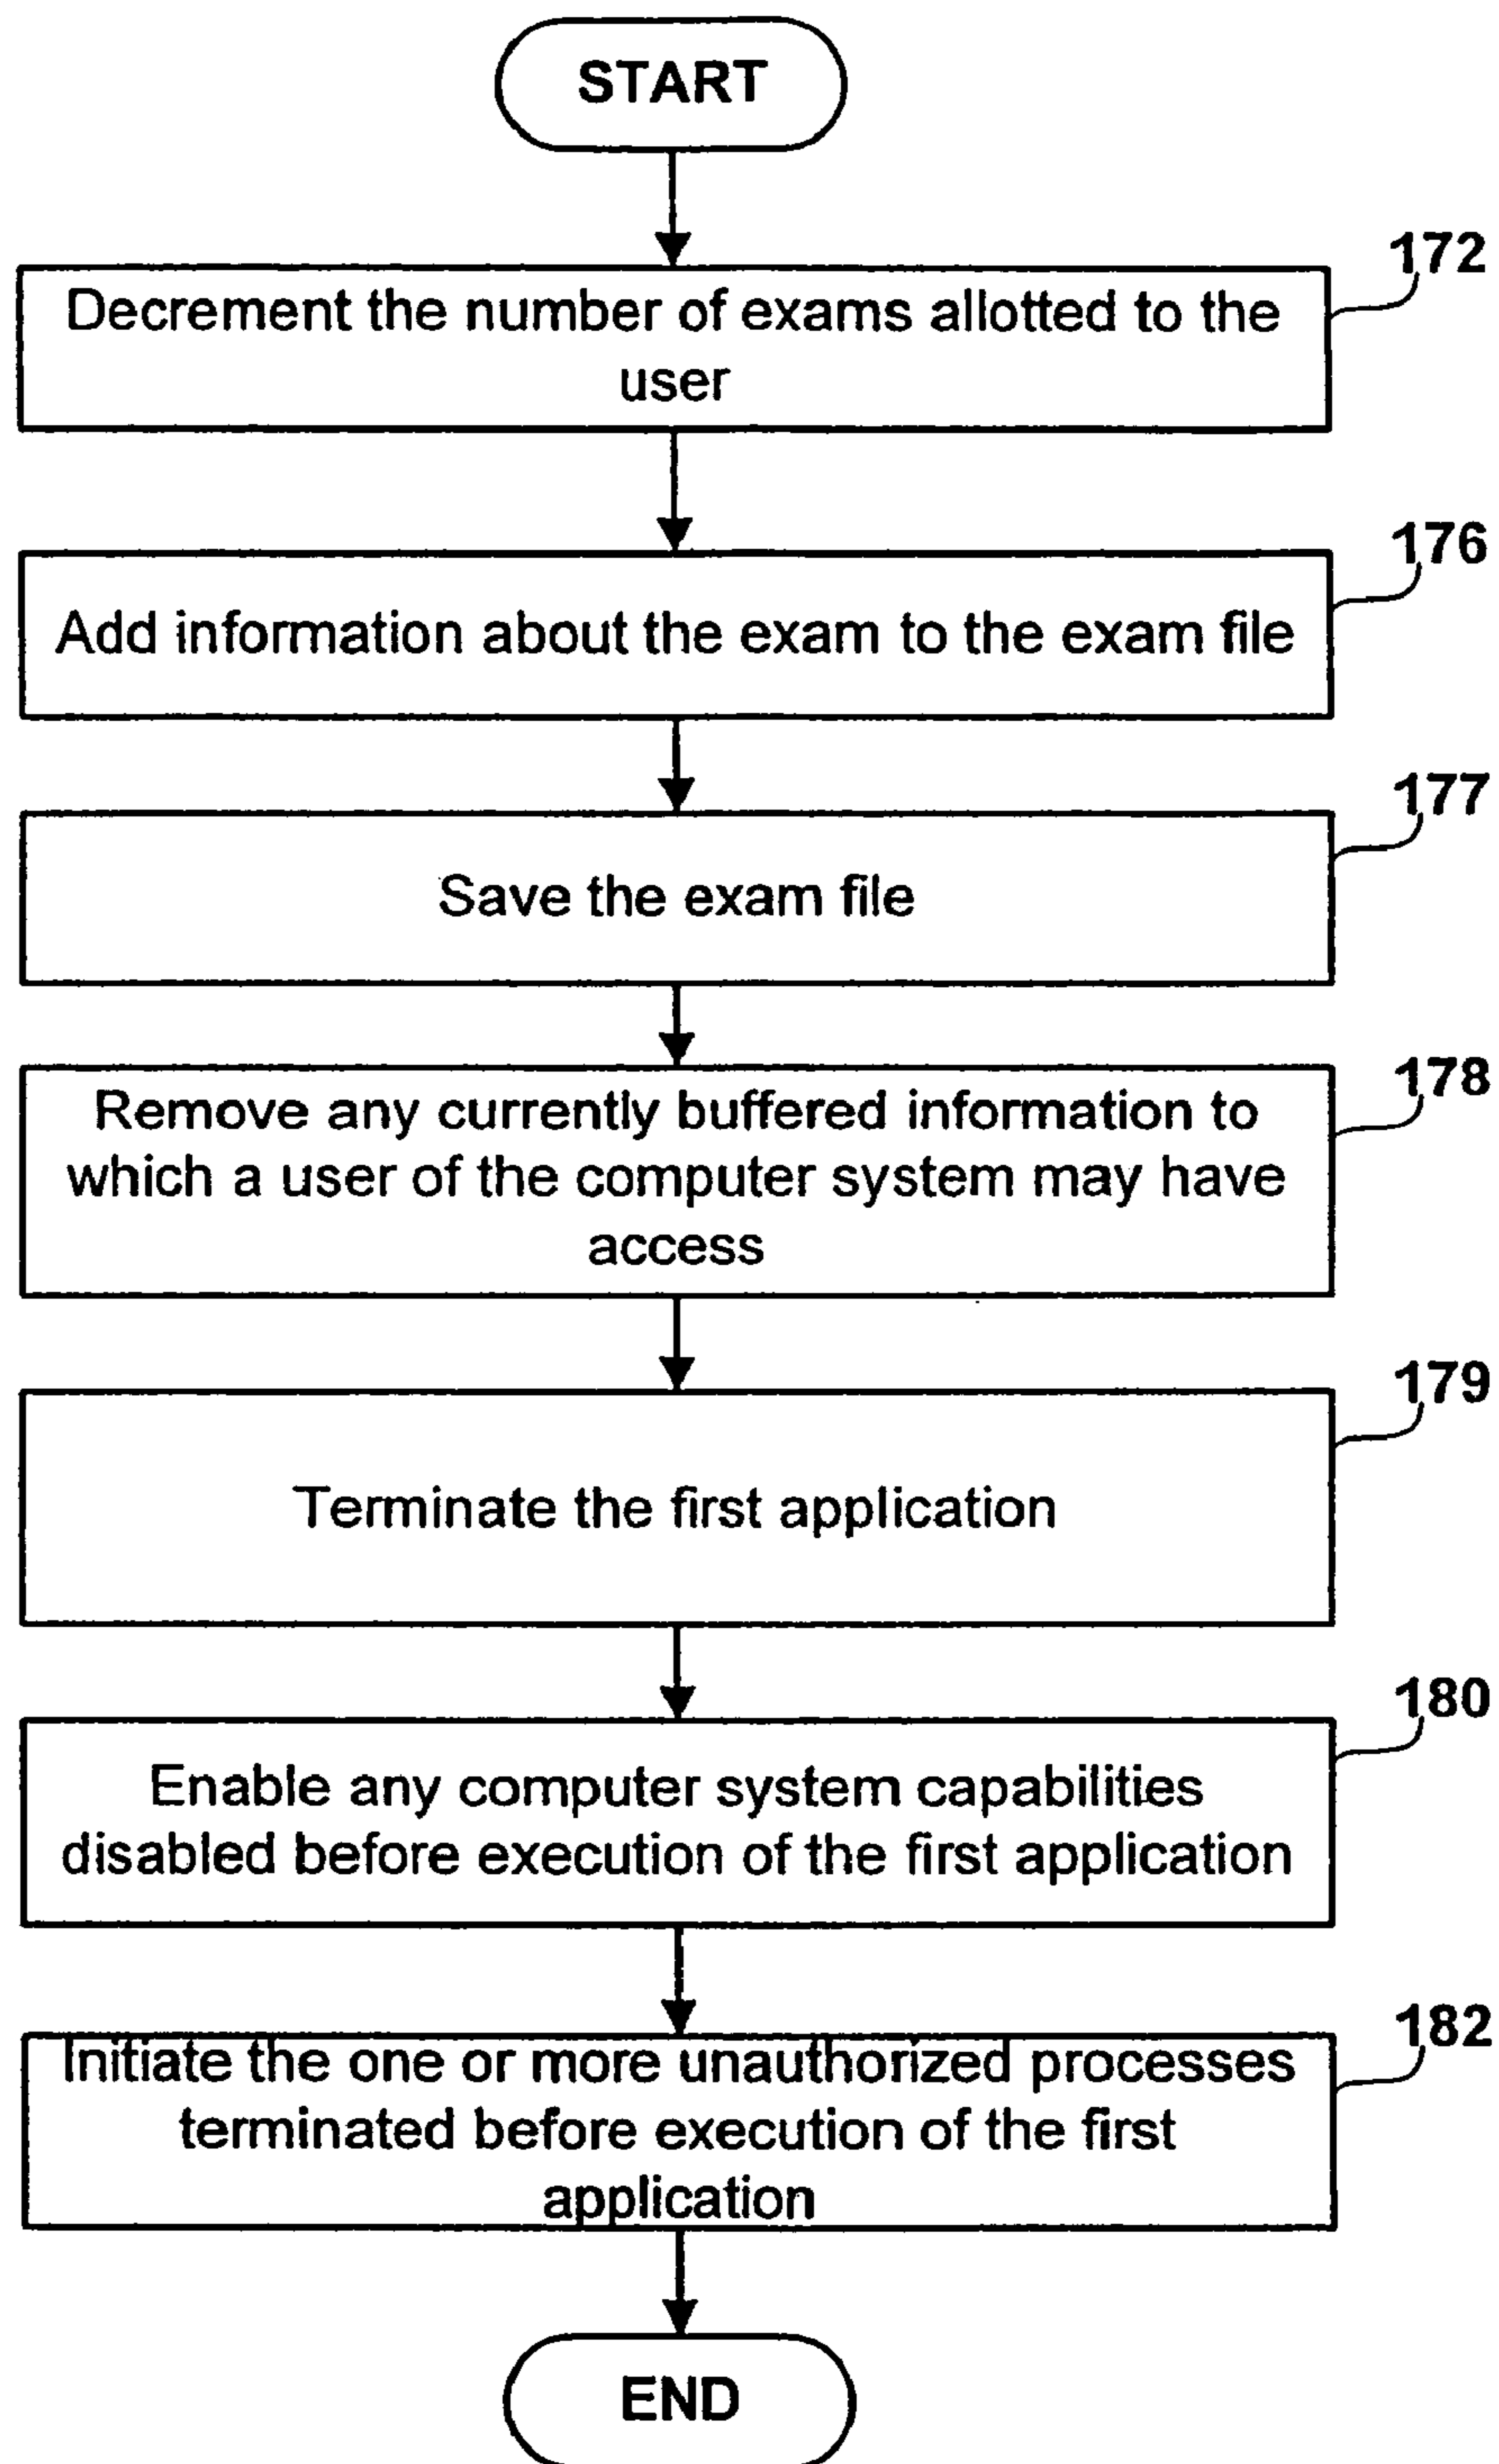 START
172
Decrement the number of exams allotted to the
user
176
Add information about the exam to the exam file
177
Save the exam file
178
Remove any currently buffered information to
which a user of the computer system may have
access
179
Terminate the first application
180
Enable any computer system capabilities
disabled before execution of the first application
182
Initiate the one or more unauthorized processes
terminated before execution of the first
application
END